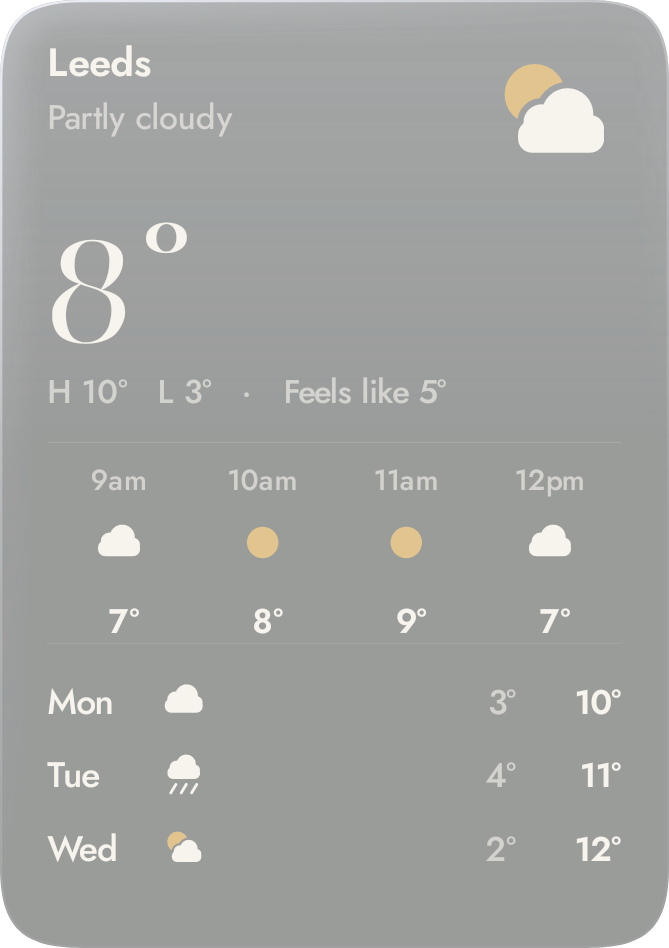 Leeds
Partly cloudy
8°
H 10° L 3° · Feels like 5°
9am 10am 11am 12pm
7° 8° 9° 7°
Mon 3° 10°
Tue 4° 11°
Wed 2° 12°